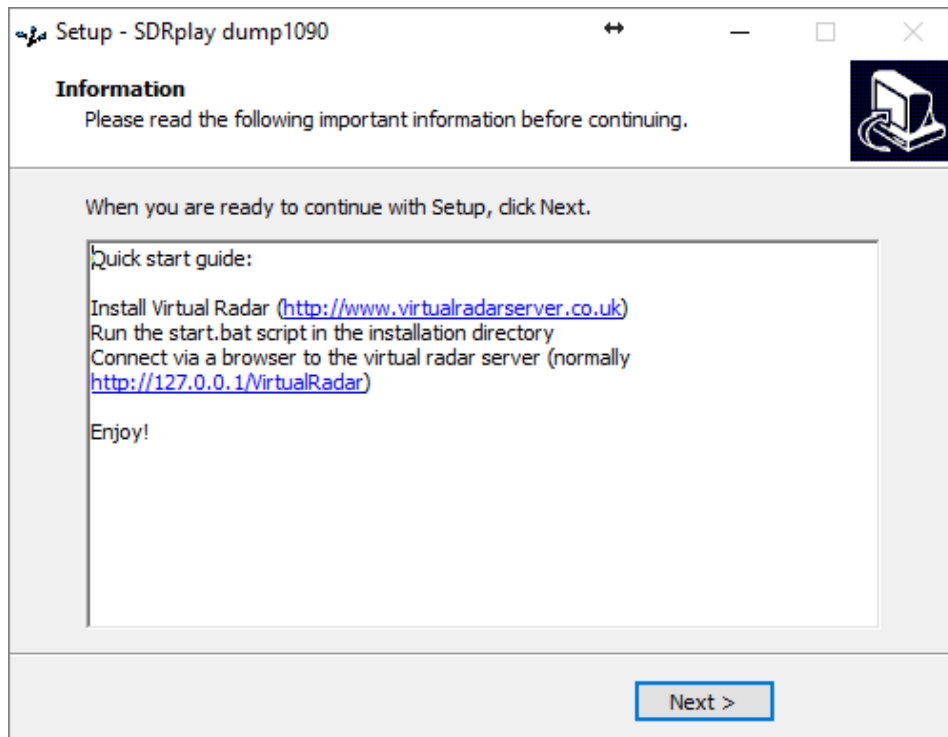 Setup - SDRplay dump1090
Information
Please read the following important information before continuing.
When you are ready to continue with Setup, click Next.
Quick start guide:
Install Virtual Radar (http://www.virtualradarserver.co.uk)
Run the start.bat script in the installation directory
Connect via a browser to the virtual radar server (normally
http://127.0.0.1/VirtualRadar)
Enjoy!
Next >